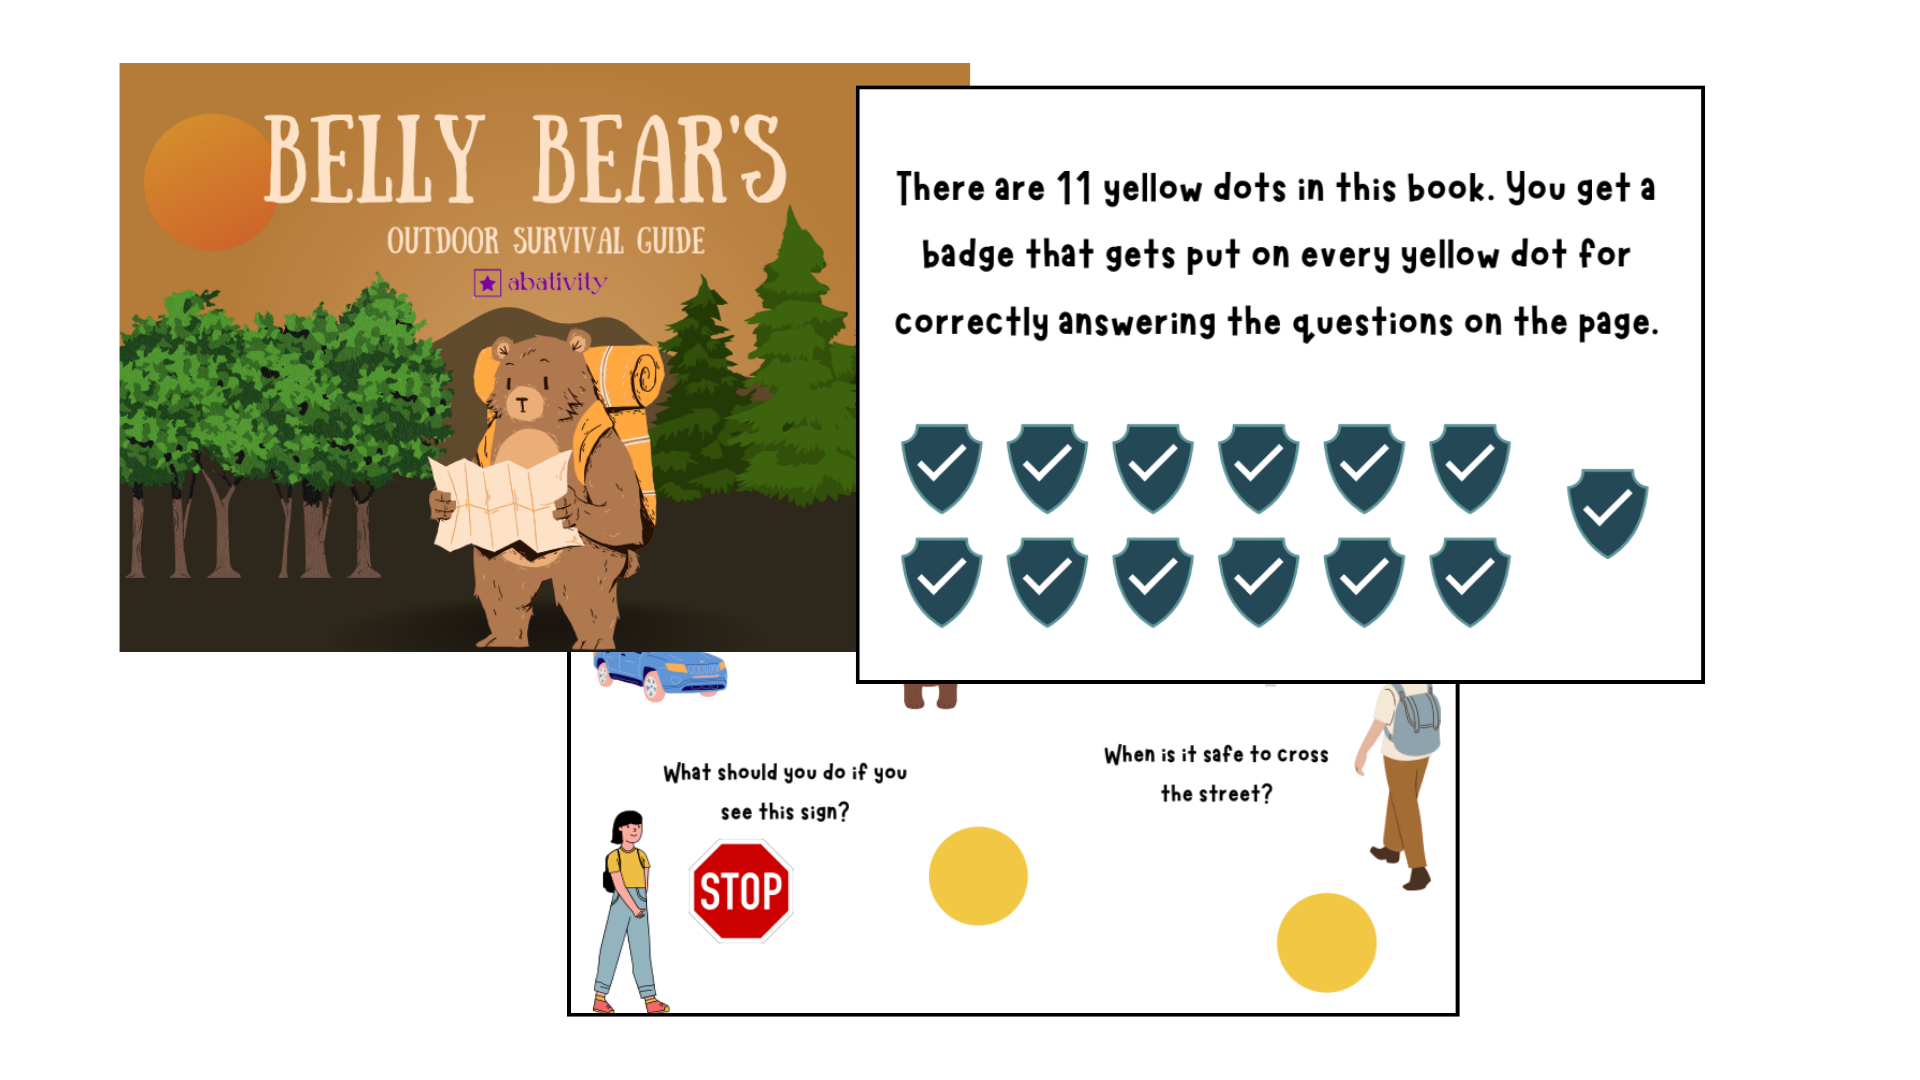 BELLY BEAR'S
OUTDOOR SURVIVAL GUIDE
abativity
There are 11 yellow dots in this book. You get a
badge that gets put on every yellow dot for
correctly answering the questions on the page.
What should you do if you
see this sign?
STOP
When is it safe to cross
the street?